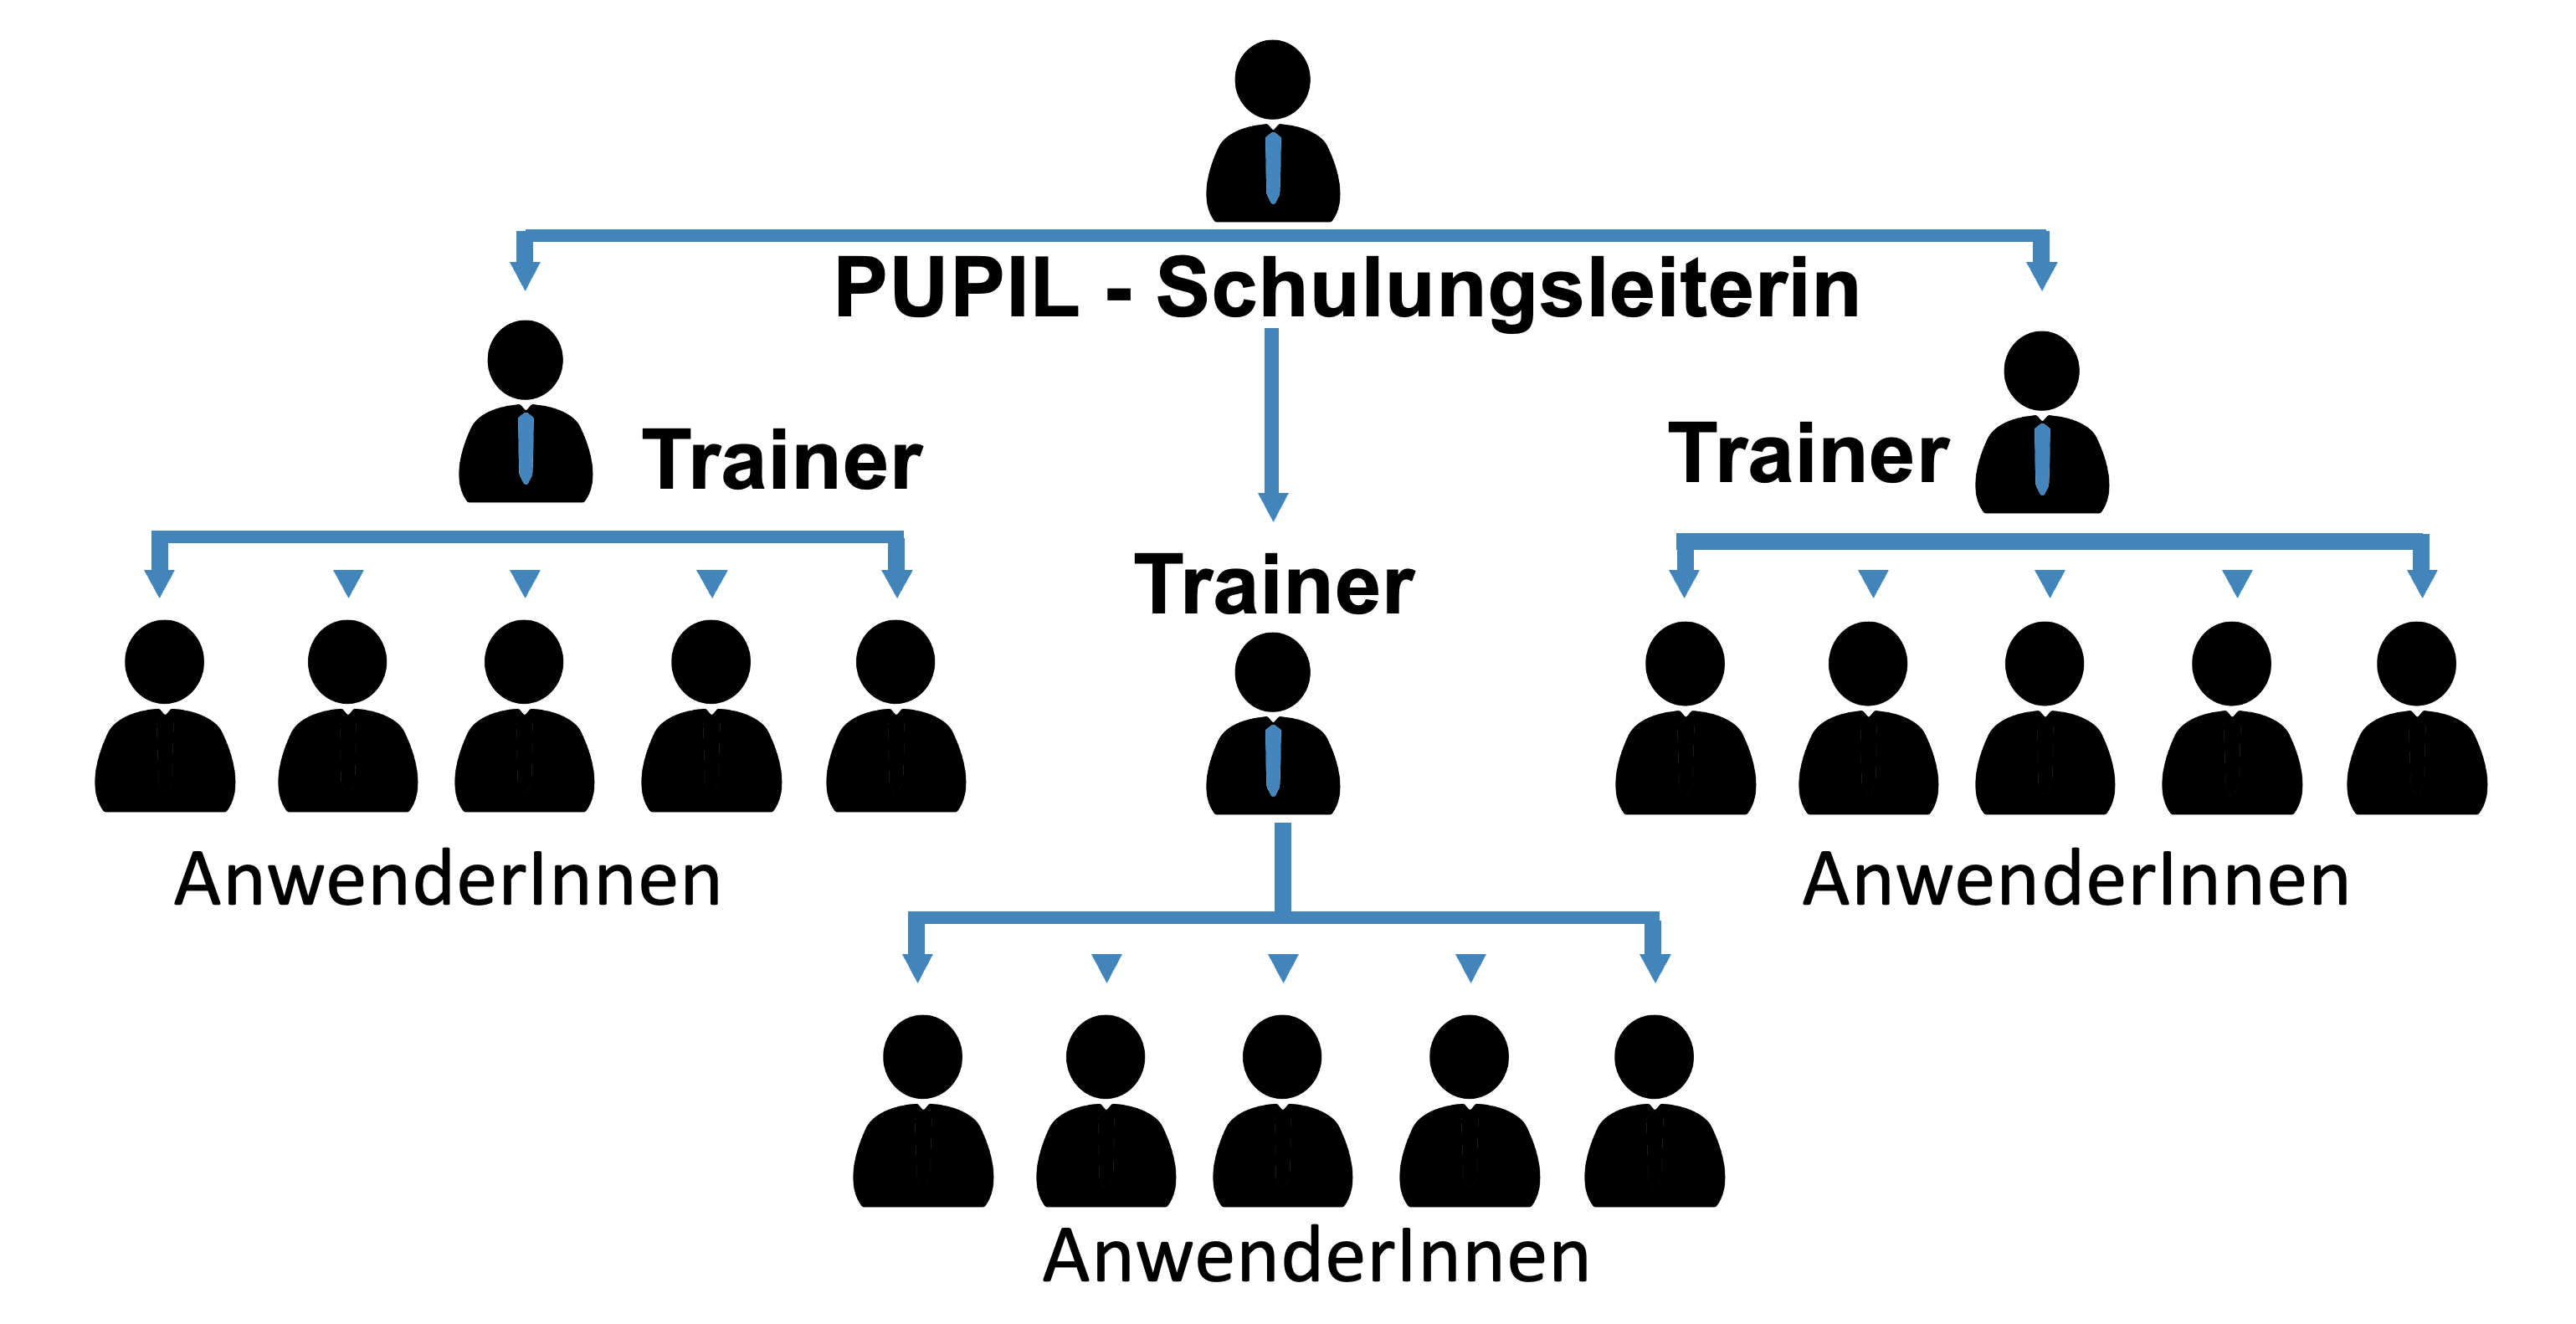 PUPIL - Schulungsleiterin
Trainer
Trainer
Trainer
AnwenderInnen
AnwenderInnen
AnwenderInnen